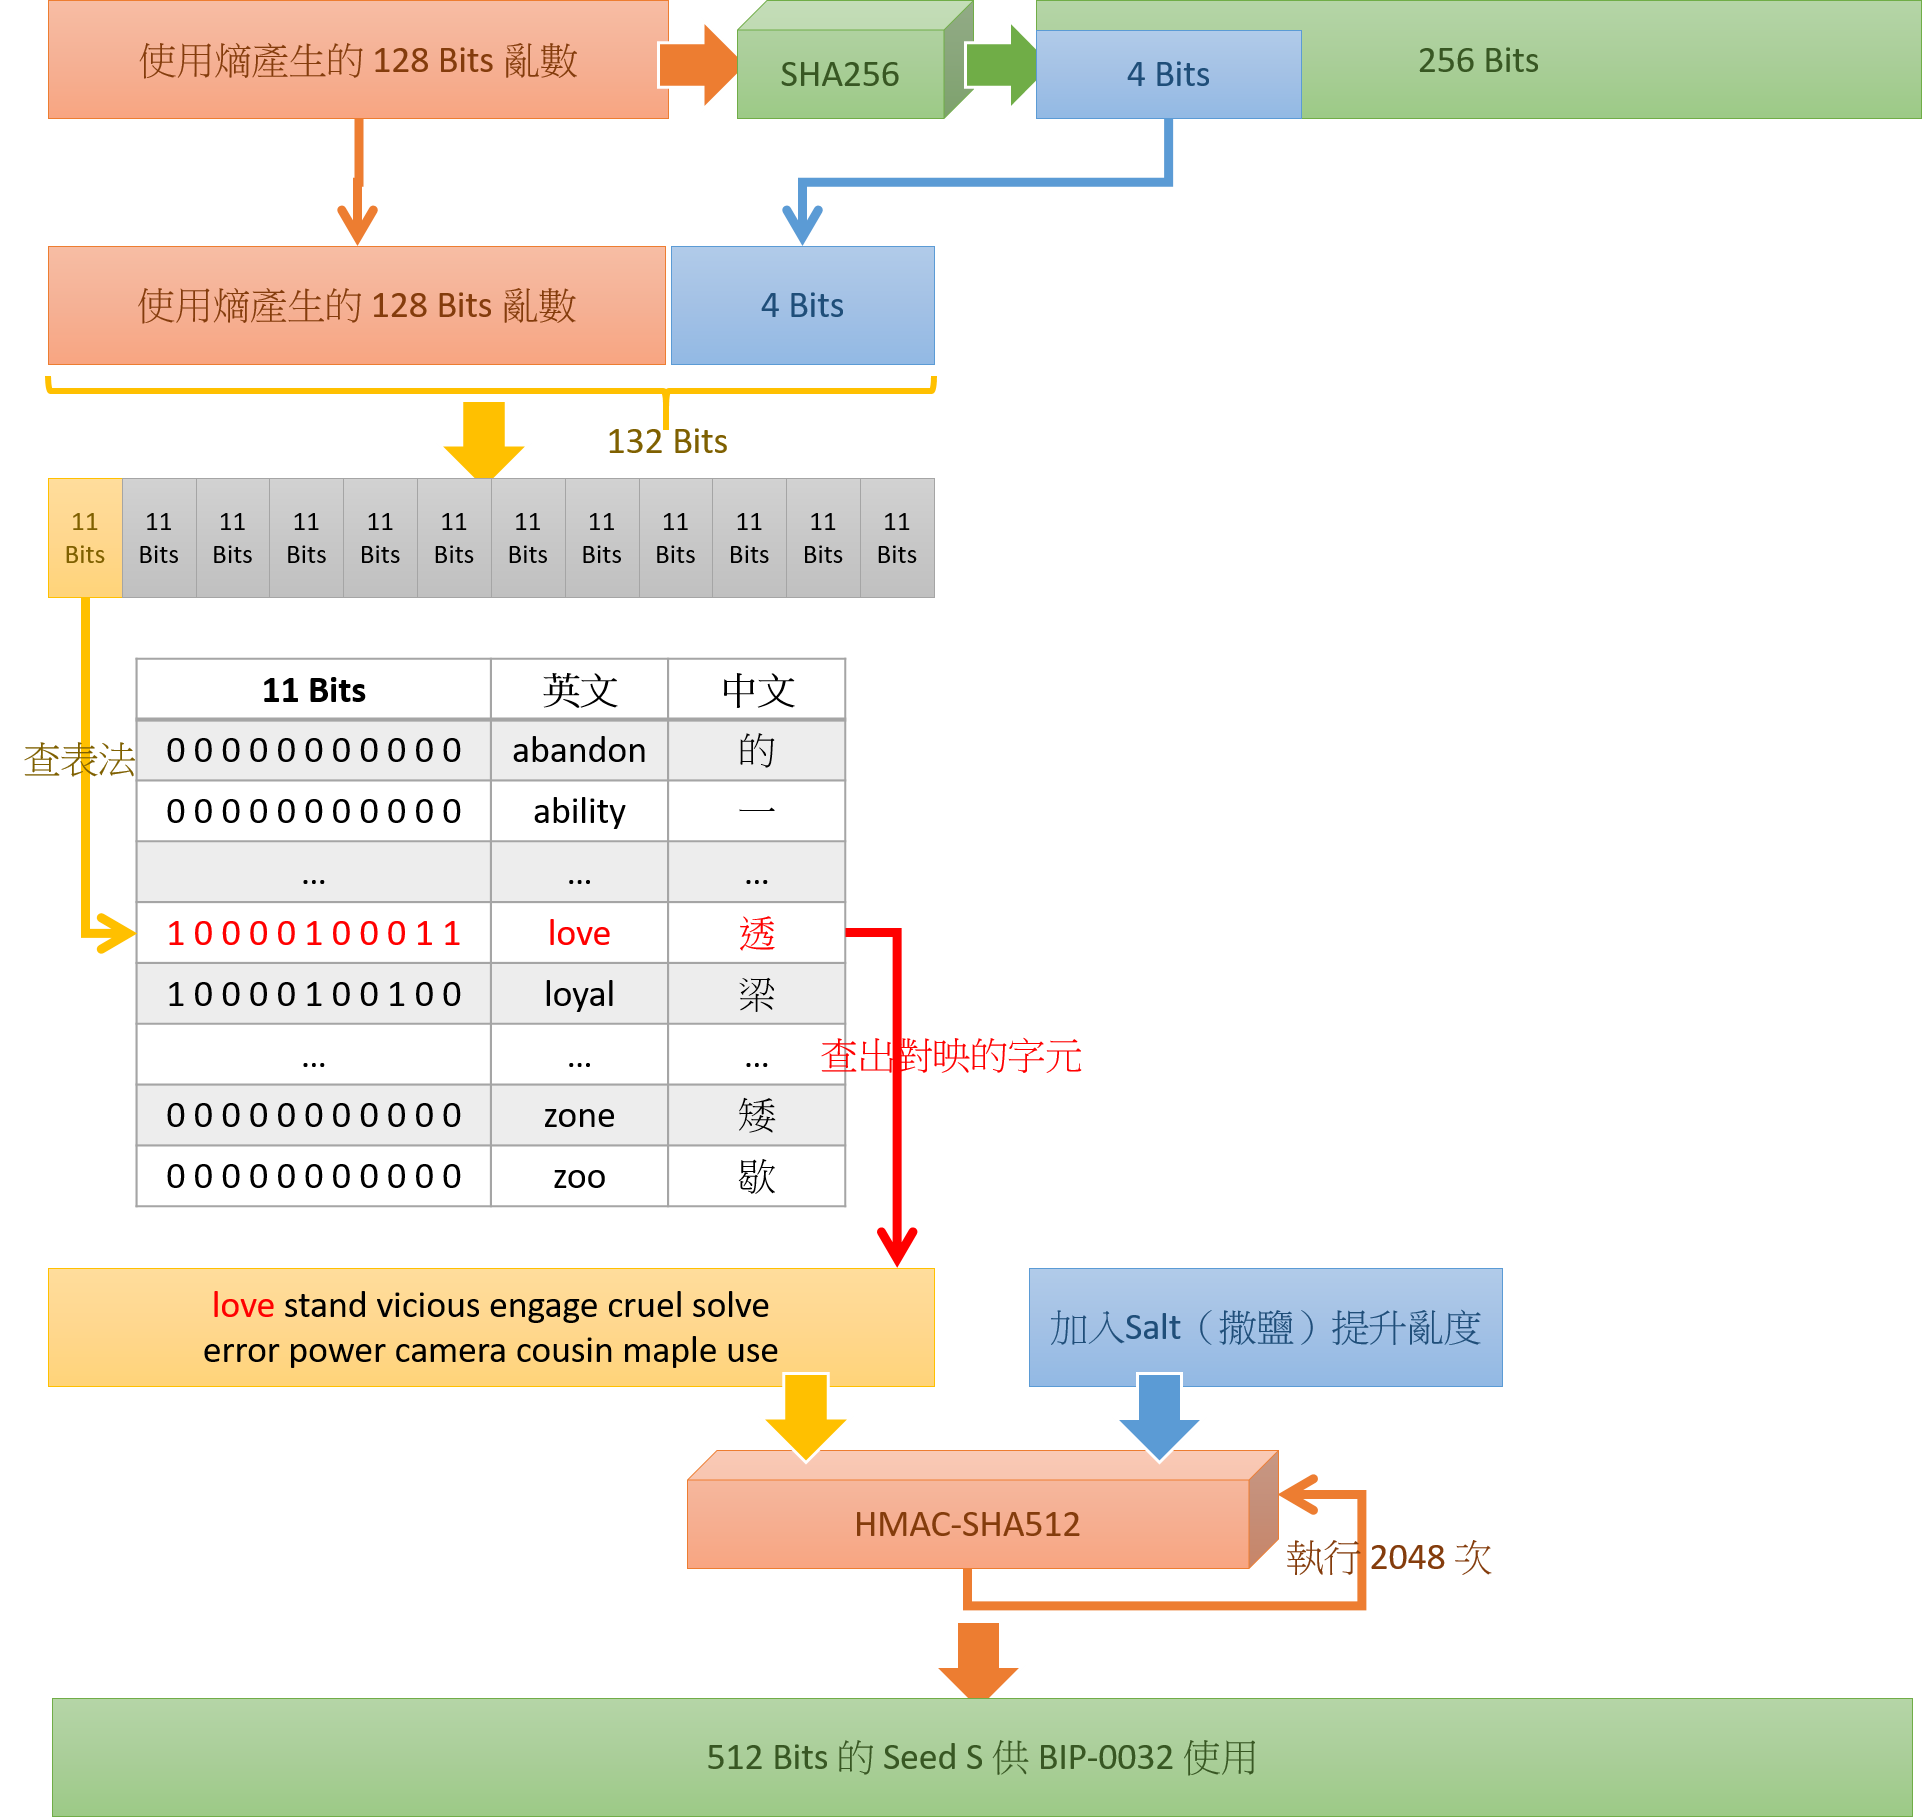 使用熵產生的 128 Bits 亂數
SHA256
4 Bits
256 Bits
使用熵產生的 128 Bits 亂數
4 Bits
132 Bits
11 Bits
11 Bits
11 Bits
11 Bits
11 Bits
11 Bits
11 Bits
11 Bits
11 Bits
11 Bits
11 Bits
11 Bits
查表法
11 Bits 英文 中文
0 0 0 0 0 0 0 0 0 0 0 abandon 的
0 0 0 0 0 0 0 0 0 0 0 ability 一
... ... ...
1 0 0 0 0 1 0 0 0 1 1 love 透
1 0 0 0 0 1 0 0 1 0 0 loyal 梁
... ... ...
0 0 0 0 0 0 0 0 0 0 0 zone 矮
0 0 0 0 0 0 0 0 0 0 0 zoo 歇
查出對映的字元
love stand vicious engage cruel solve
error power camera cousin maple use
加入Salt（撒鹽）提升亂度
HMAC-SHA512
執行 2048 次
512 Bits 的 Seed S 供 BIP-0032 使用